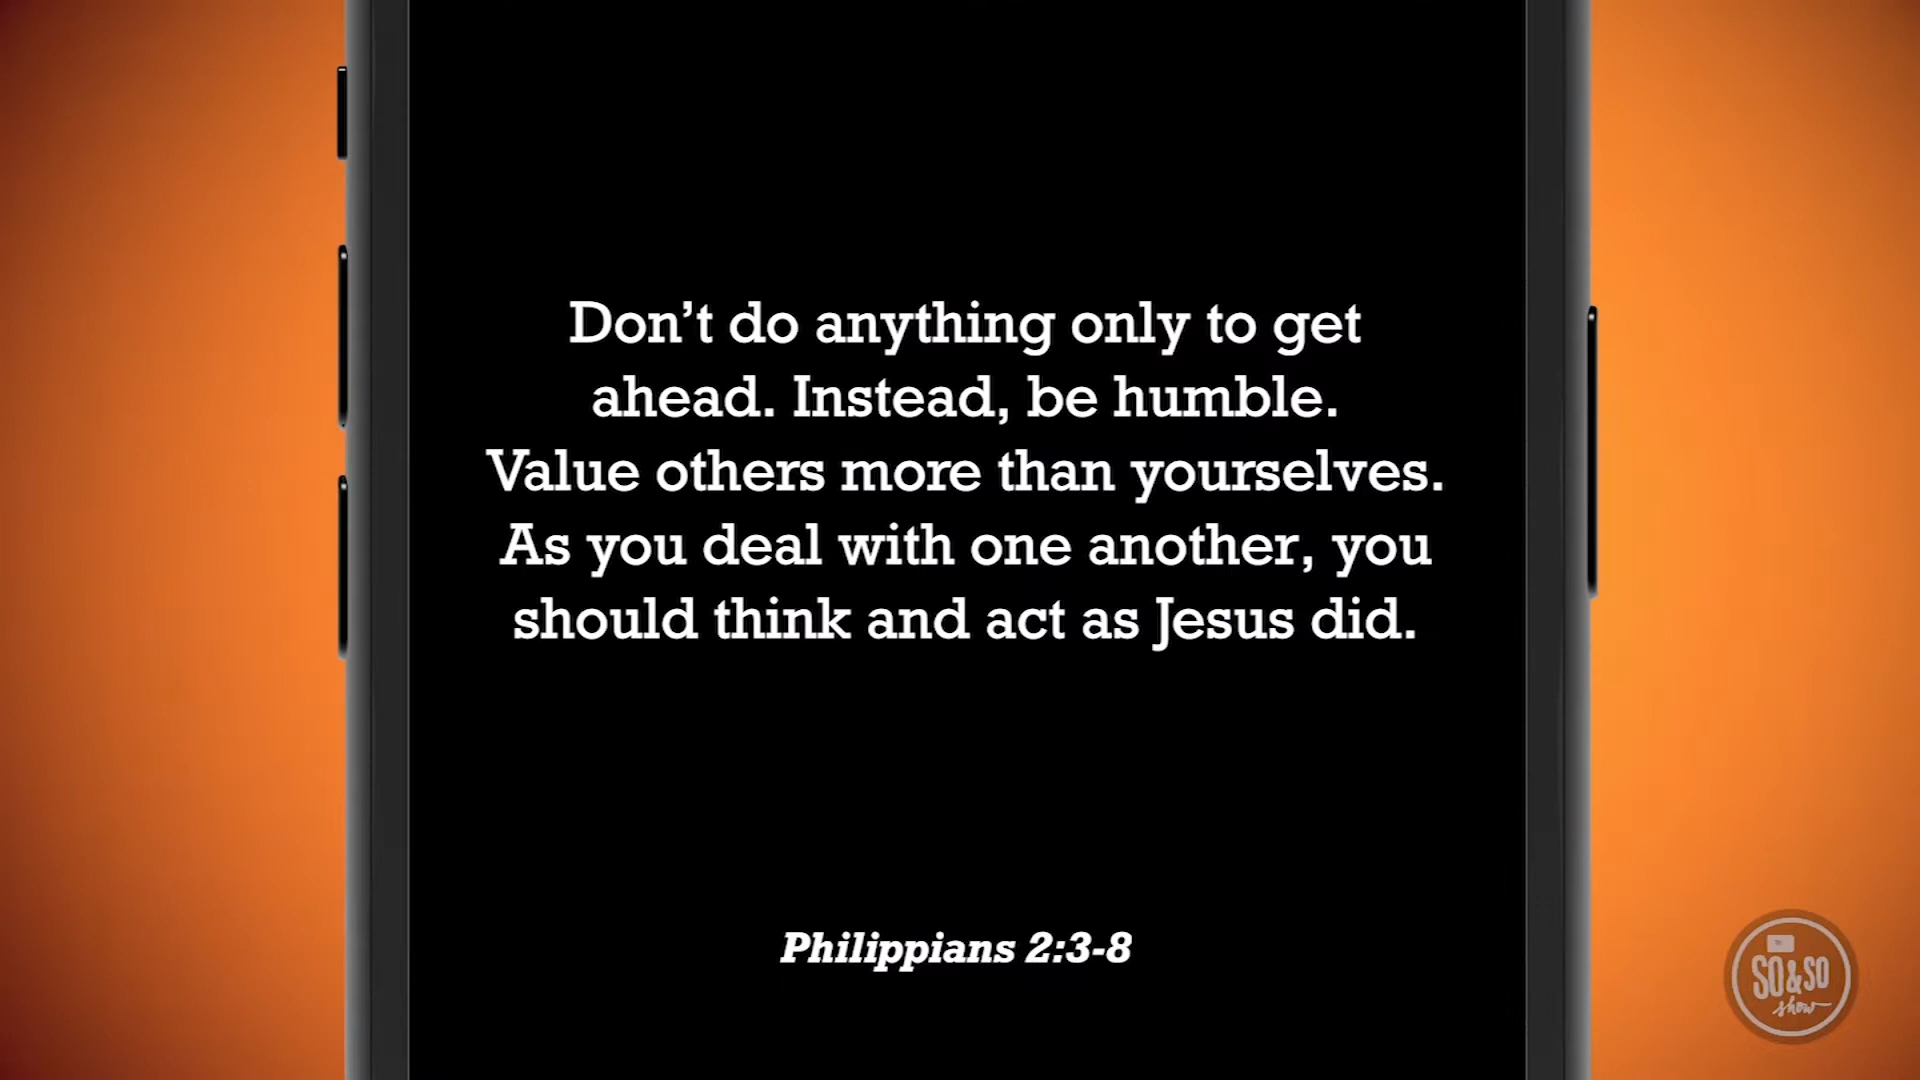 Don’t do anything only to get
ahead. Instead, be humble.
Value others more than yourselves.
As you deal with one another, you
should think and act as Jesus did.
Philippians 2:3-8
SO&SO
show